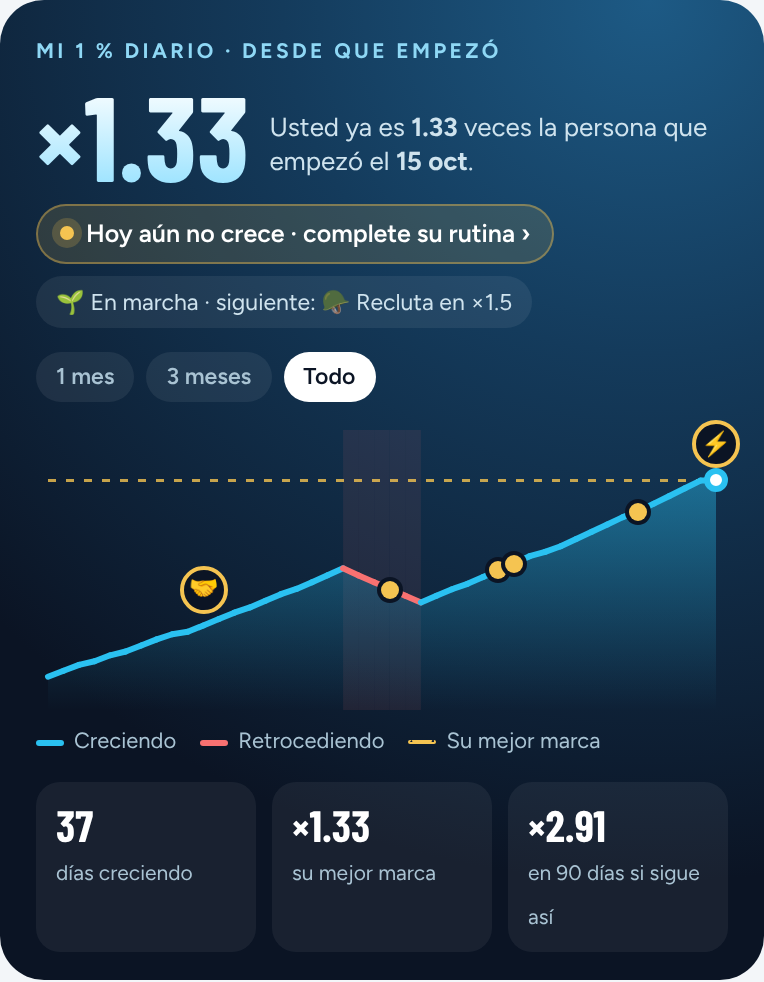 MI 1 % DIARIO · DESDE QUE EMPEZÓ
×1.33
Usted ya es 1.33 veces la persona que
empezó el 15 oct.
Hoy aún no crece · complete su rutina ›
🌱 En marcha · siguiente: 🪖 Recluta en ×1.5
1 mes
3 meses
Todo
Creciendo
Retrocediendo
Su mejor marca
37
días creciendo
×1.33
su mejor marca
×2.91
en 90 días si sigue
así